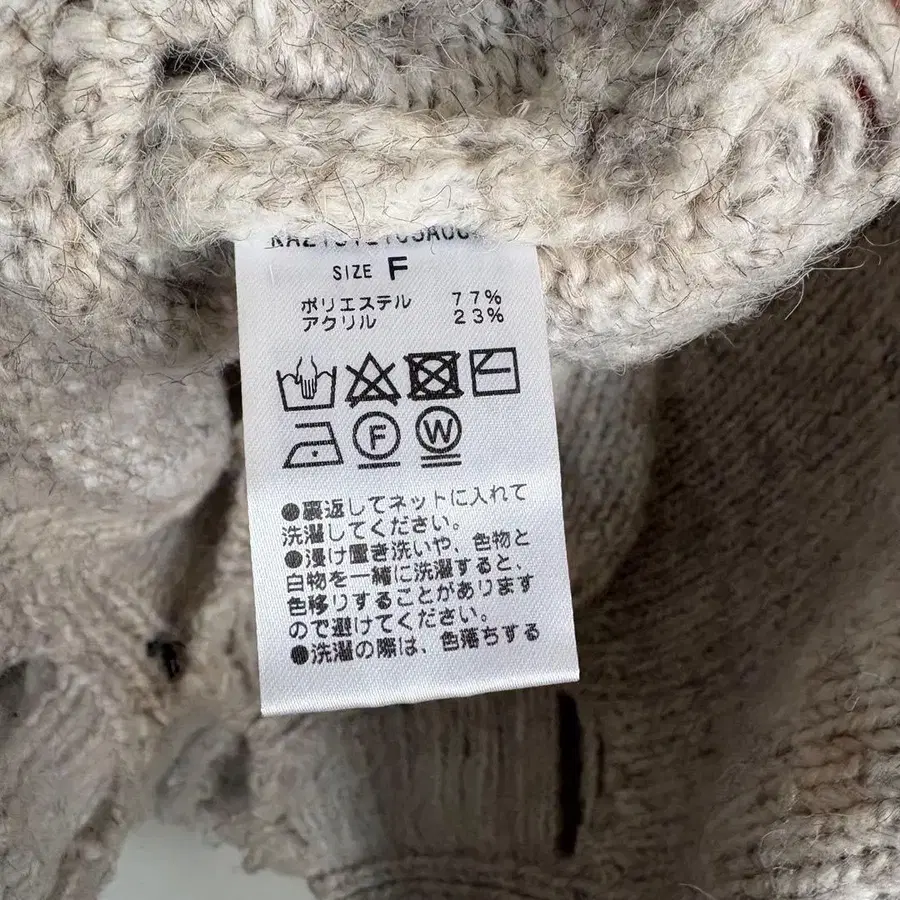 SIZE F
ポリエステル 77%
アクリル 23%
F W
●裏返してネットに入れて
洗濯してください。
●浸け置き洗いや、色物と
白物を一緒に洗濯すると、
色移りすることがあります
ので避けてください。
●洗濯の際は、色落ちする